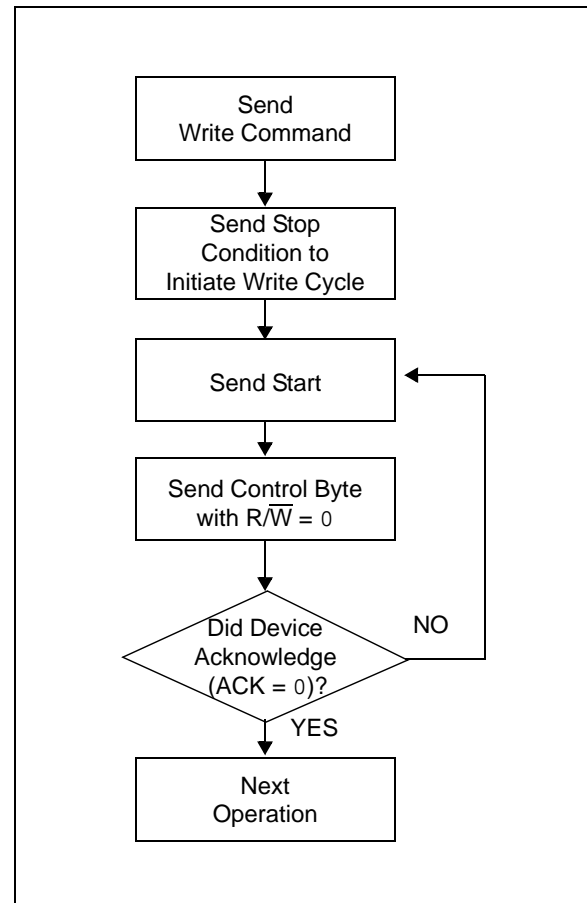 Send
Write Command
Send Stop
Condition to
Initiate Write Cycle
Send Start
Send Control Byte
with R/W̅ = 0
Did Device
Acknowledge
(ACK = 0)?
NO
YES
Next
Operation